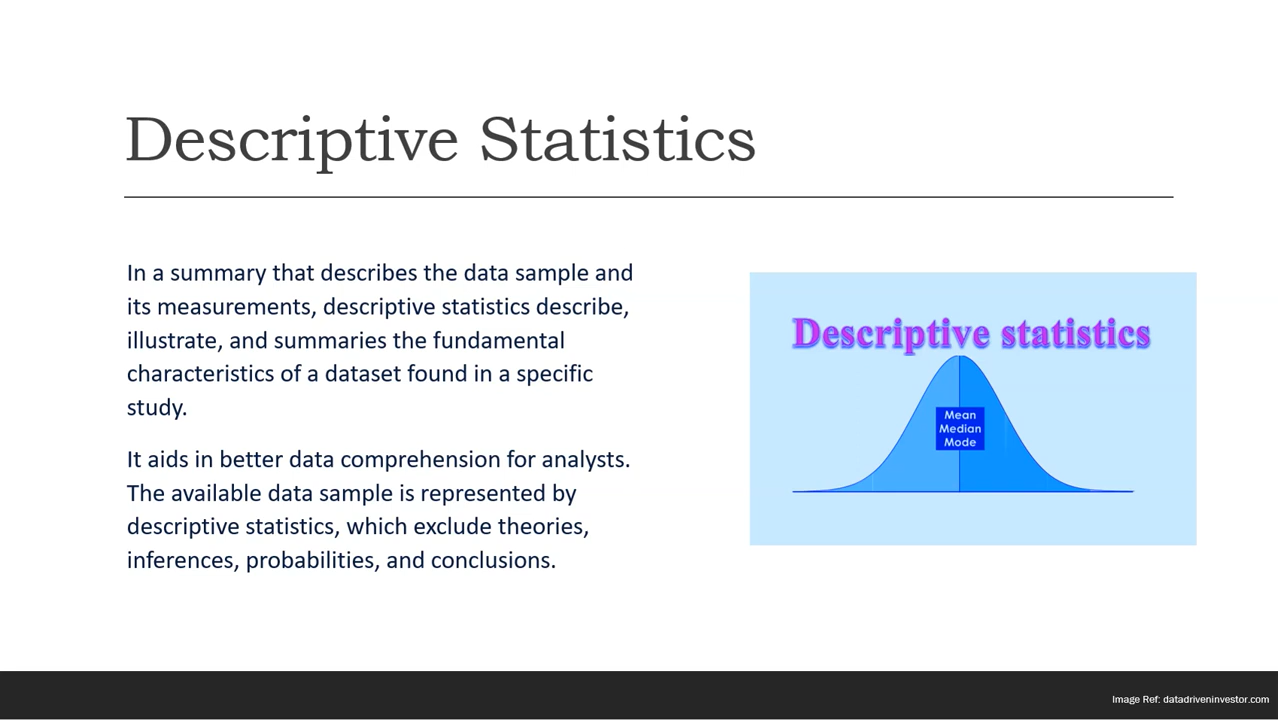 Descriptive Statistics
In a summary that describes the data sample and
its measurements, descriptive statistics describe,
illustrate, and summaries the fundamental
characteristics of a dataset found in a specific
study.
It aids in better data comprehension for analysts.
The available data sample is represented by
descriptive statistics, which exclude theories,
inferences, probabilities, and conclusions.
Descriptive statistics
Mean
Median
Mode
Image Ref: datadriveninvestor.com